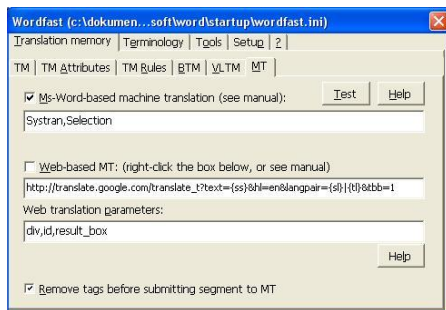 Wordfast (c:\dokumen...soft\word\startup\wordfast.ini)
Translation memory Terminology Tools Setup ?
TM TM Attributes TM Rules BTM VLTM MT
Ms-Word-based machine translation (see manual): Test Help
Systran,Selection
Web-based MT: (right-click the box below, or see manual)
http://translate.google.com/translate_t?text={ss}&hl=en&langpair={sl}|{tl}&tbb=1
Web translation parameters:
div,id,result_box
Help
Remove tags before submitting segment to MT